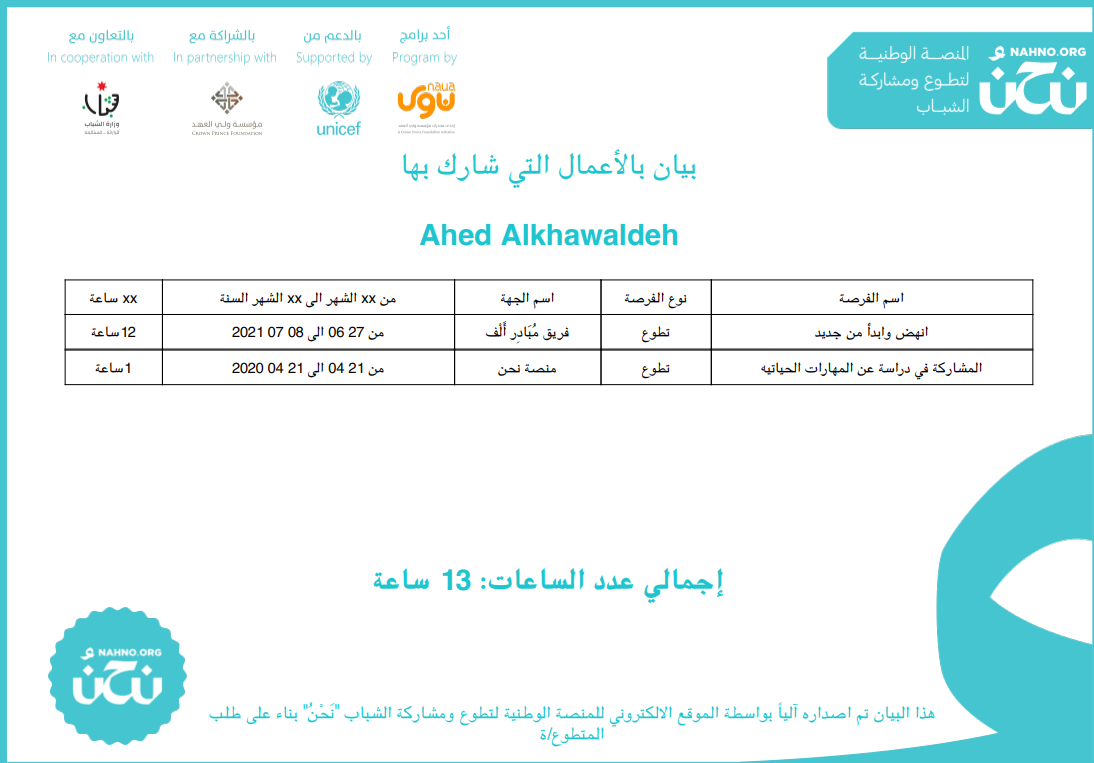 أحد برامج
Program by
بالدعم من
Supported by
بالشراكة مع
In partnership with
بالتعاون مع
In cooperation with
naua
نوى
unicef
مؤسسة ولي العهد
CROWN PRINCE FOUNDATION
وزارة الشباب
المنصة الوطنية
لتطوع ومشاركة
الشباب
NAHNO.ORG
نحن
بيان بالأعمال التي شارك بها
Ahed Alkhawaldeh
اسم الفرصة نوع الفرصة اسم الجهة من xx الشهر الى xx الشهر السنة xx ساعة
انهض وابدأ من جديد تطوع فريق مُبَادِر أَلْف من 27 06 الى 08 07 2021 12ساعة
المشاركة في دراسة عن المهارات الحياتيه تطوع منصة نحن من 21 04 الى 21 04 2020 1ساعة
إجمالي عدد الساعات: 13 ساعة
NAHNO.ORG
نحن
هذا البيان تم اصداره آلياً بواسطة الموقع الالكتروني للمنصة الوطنية لتطوع ومشاركة الشباب "نَحْنُ" بناء على طلب
المتطوع/ة